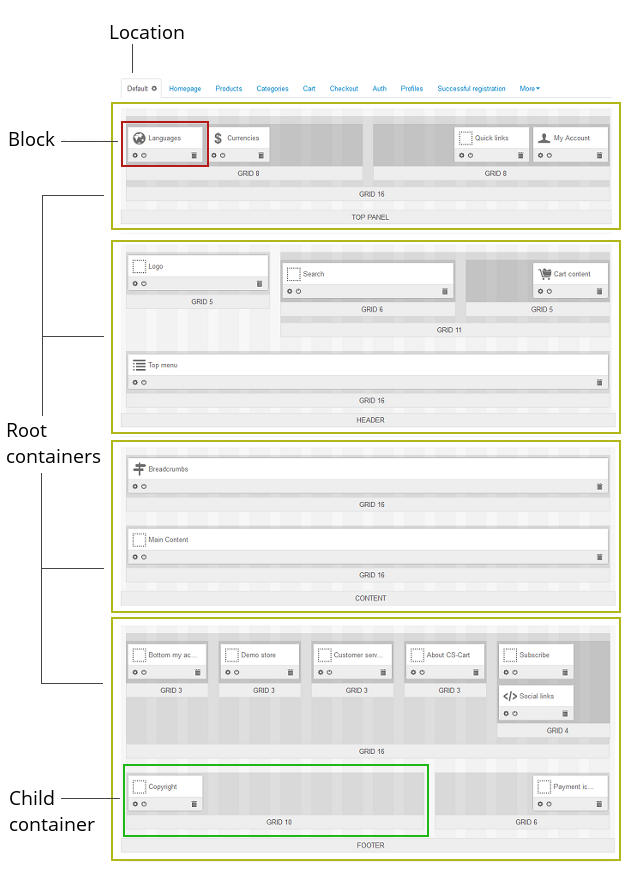 Location
Default
Homepage
Products
Categories
Cart
Checkout
Auth
Profiles
Successful registration
More
Block
Languages
Currencies
Quick links
My Account
GRID 8
GRID 8
GRID 16
TOP PANEL
Logo
Search
Cart content
GRID 5
GRID 6
GRID 5
GRID 11
Top menu
GRID 16
HEADER
Root
containers
Breadcrumbs
GRID 16
Main Content
GRID 16
CONTENT
Bottom my ac...
Demo store
Customer serv...
About CS-Cart
Subscribe
GRID 3
GRID 3
GRID 3
GRID 3
Social links
GRID 4
GRID 16
Child
container
Copyright
Payment ic...
GRID 10
GRID 6
FOOTER